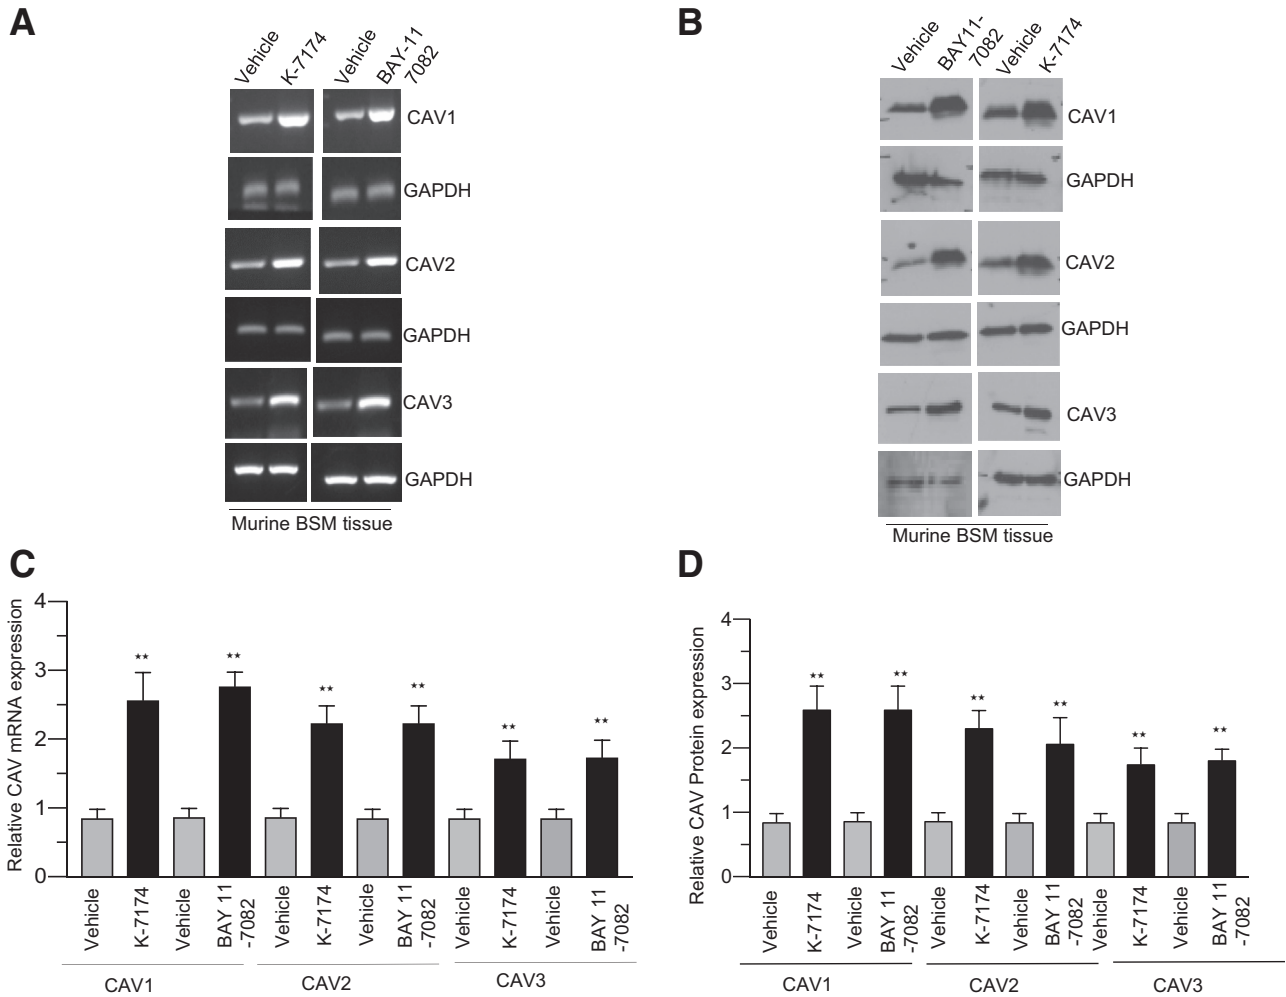 A
Vehicle
K-7174
Vehicle
BAY-11
7082
CAV1
GAPDH
CAV2
GAPDH
CAV3
GAPDH
Murine BSM tissue
B
Vehicle
BAY11-
7082
Vehicle
K-7174
CAV1
GAPDH
CAV2
GAPDH
CAV3
GAPDH
Murine BSM tissue
C
Relative CAV mRNA expression
4
3
2
1
0
★★
★★
★★
★★
★★
★★
Vehicle
K-7174
Vehicle
BAY 11
-7082
Vehicle
K-7174
Vehicle
BAY 11
-7082
Vehicle
K-7174
Vehicle
BAY 11
-7082
CAV1
CAV2
CAV3
D
Relative CAV Protein expression
4
3
2
1
0
★★
★★
★★
★★
★★
★★
Vehicle
K-7174
Vehicle
BAY 11
-7082
Vehicle
K-7174
Vehicle
BAY 11
-7082
Vehicle
K-7174
Vehicle
BAY 11
-7082
CAV1
CAV2
CAV3